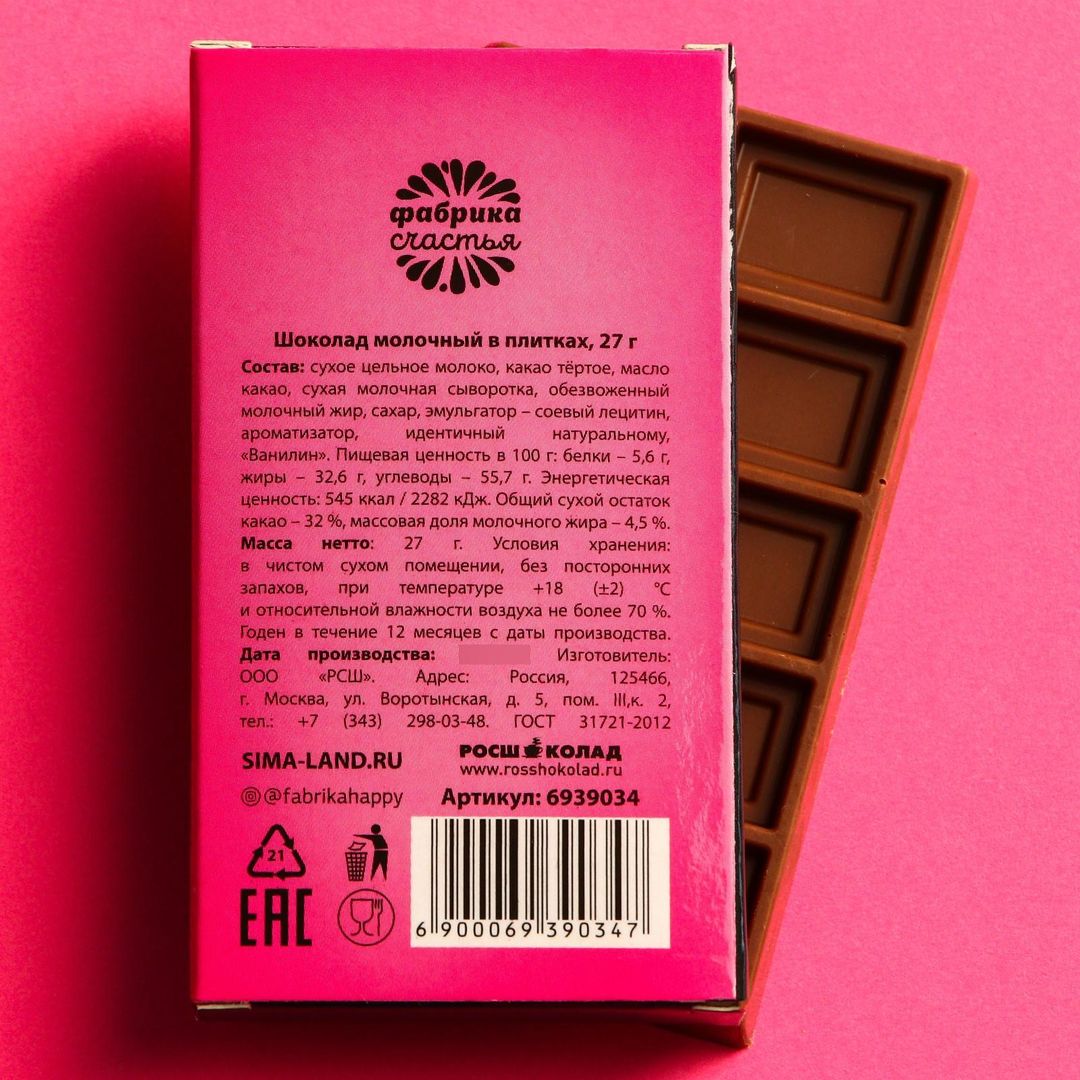 фабрика
счастья
Шоколад молочный в плитках, 27 г
Состав: сухое цельное молоко, какао тёртое, масло
какао, сухая молочная сыворотка, обезвоженный
молочный жир, сахар, эмульгатор – соевый лецитин,
ароматизатор, идентичный натуральному,
«Ванилин». Пищевая ценность в 100 г: белки – 5,6 г,
жиры – 32,6 г, углеводы – 55,7 г. Энергетическая
ценность: 545 ккал / 2282 кДж. Общий сухой остаток
какао – 32 %, массовая доля молочного жира – 4,5 %.
Масса нетто: 27 г. Условия хранения:
в чистом сухом помещении, без посторонних
запахов, при температуре +18 (±2) °С
и относительной влажности воздуха не более 70 %.
Годен в течение 12 месяцев с даты производства.
Дата производства: Изготовитель:
ООО «РСШ». Адрес: Россия, 125466,
г. Москва, ул. Воротынская, д. 5, пом. III,к. 2,
тел.: +7 (343) 298-03-48. ГОСТ 31721-2012
SIMA-LAND.RU
РОСШОКОЛАД
www.rosshokolad.ru
@fabrikahappy
Артикул: 6939034
21
EAC
6 900069 390347